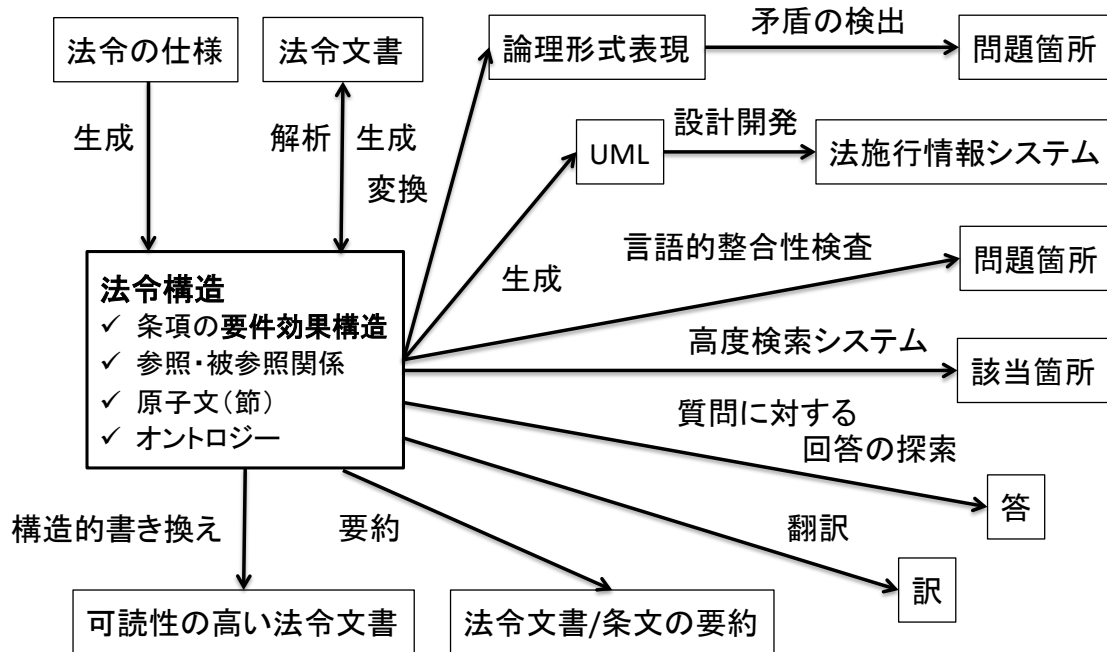 法令の仕様
法令文書
論理形式表現
矛盾の検出
問題箇所
生成
解析
生成
変換
UML
設計開発
法施行情報システム
言語的整合性検査
問題箇所
生成
法令構造
✓ 条項の要件効果構造
✓ 参照・被参照関係
✓ 原子文(節)
✓ オントロジー
高度検索システム
該当箇所
質問に対する
回答の探索
答
翻訳
訳
構造的書き換え
要約
可読性の高い法令文書
法令文書/条文の要約